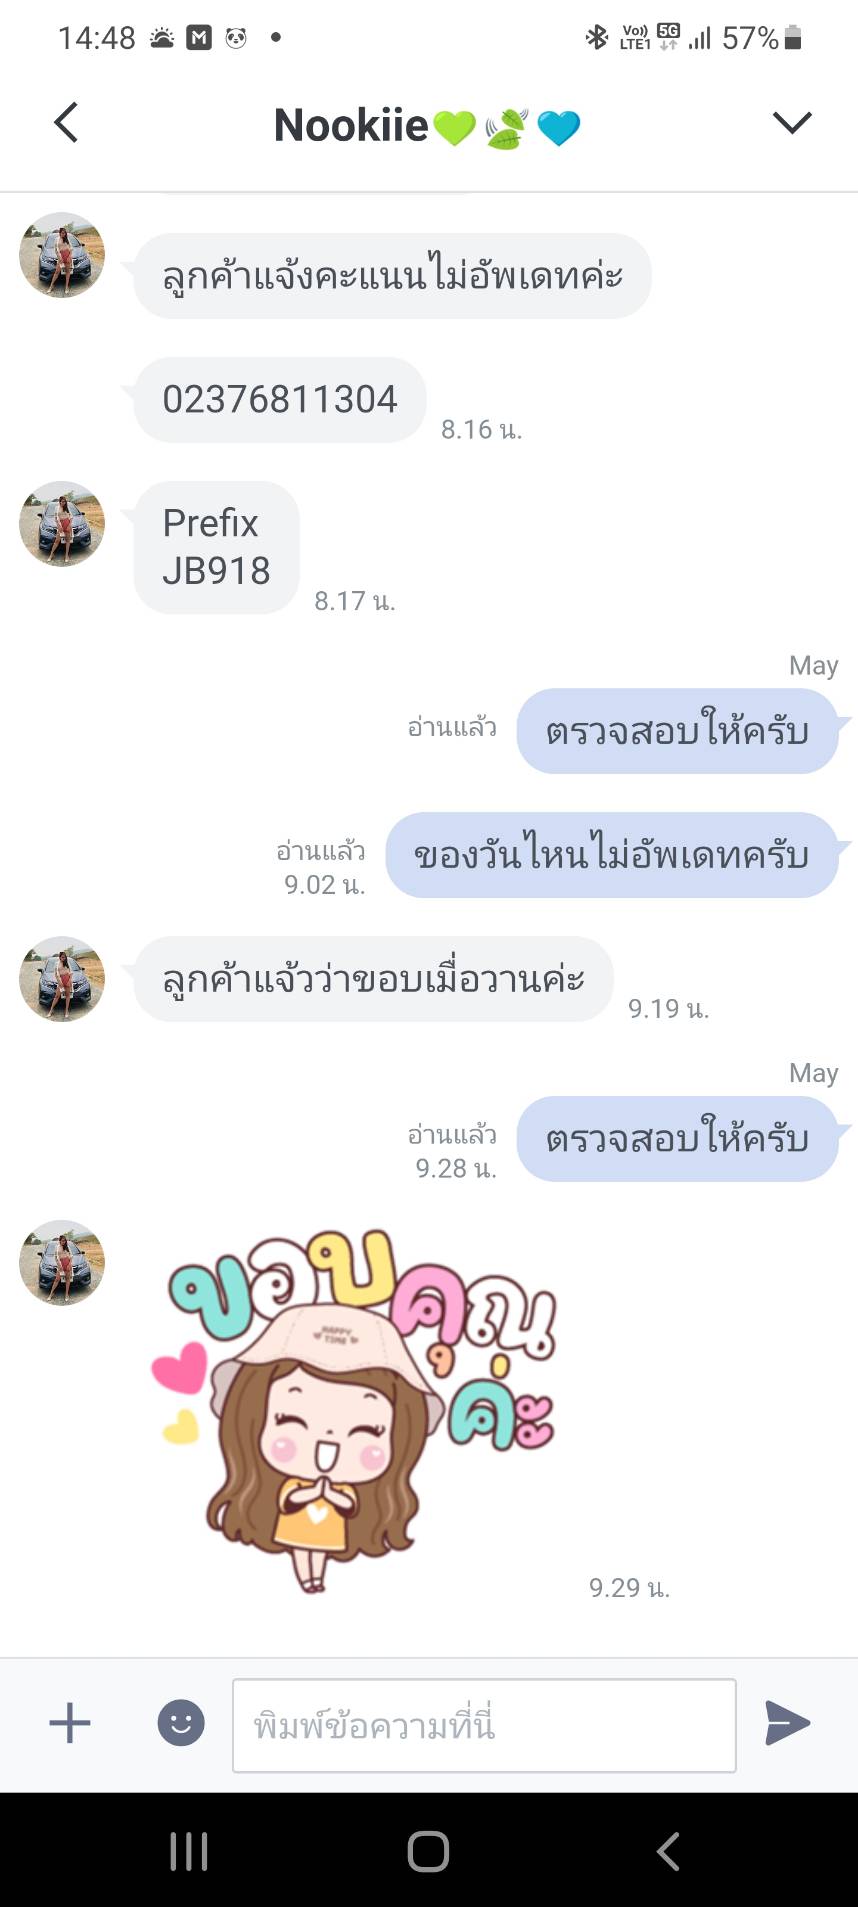 14:48
Vo)) LTE1 5G 57%
Nookiie💚🍃🩵
ลูกค้าแจ้งคะแนนไม่อัพเดทค่ะ
02376811304
8.16 น.
Prefix
JB918
8.17 น.
May
อ่านแล้ว
ตรวจสอบให้ครับ
อ่านแล้ว
9.02 น.
ของวันไหนไม่อัพเดทครับ
ลูกค้าแจ้วว่าขอบเมื่อวานค่ะ
9.19 น.
May
อ่านแล้ว
9.28 น.
ตรวจสอบให้ครับ
ขอบคุณ
ค่ะ
HAPPY
TIME
9.29 น.
พิมพ์ข้อความที่นี่